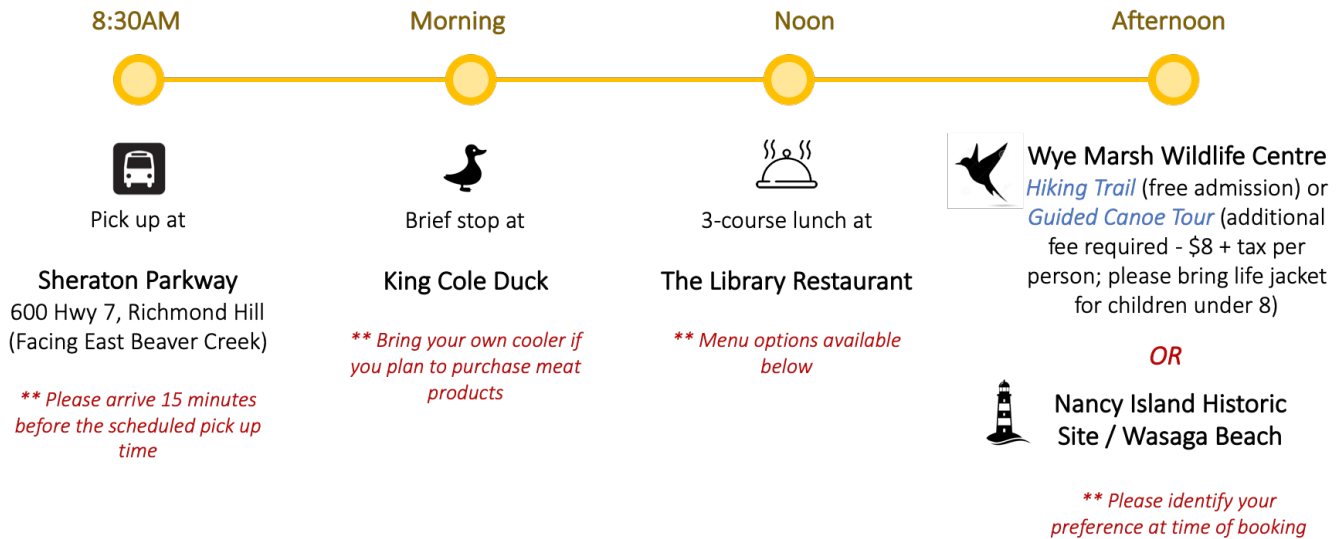 8:30AM
Morning
Noon
Afternoon
Pick up at
Sheraton Parkway
600 Hwy 7, Richmond Hill
(Facing East Beaver Creek)
** Please arrive 15 minutes
before the scheduled pick up
time
Brief stop at
King Cole Duck
** Bring your own cooler if
you plan to purchase meat
products
3-course lunch at
The Library Restaurant
** Menu options available
below
Wye Marsh Wildlife Centre
Hiking Trail (free admission) or
Guided Canoe Tour (additional
fee required - $8 + tax per
person; please bring life jacket
for children under 8)
OR
Nancy Island Historic
Site / Wasaga Beach
** Please identify your
preference at time of booking